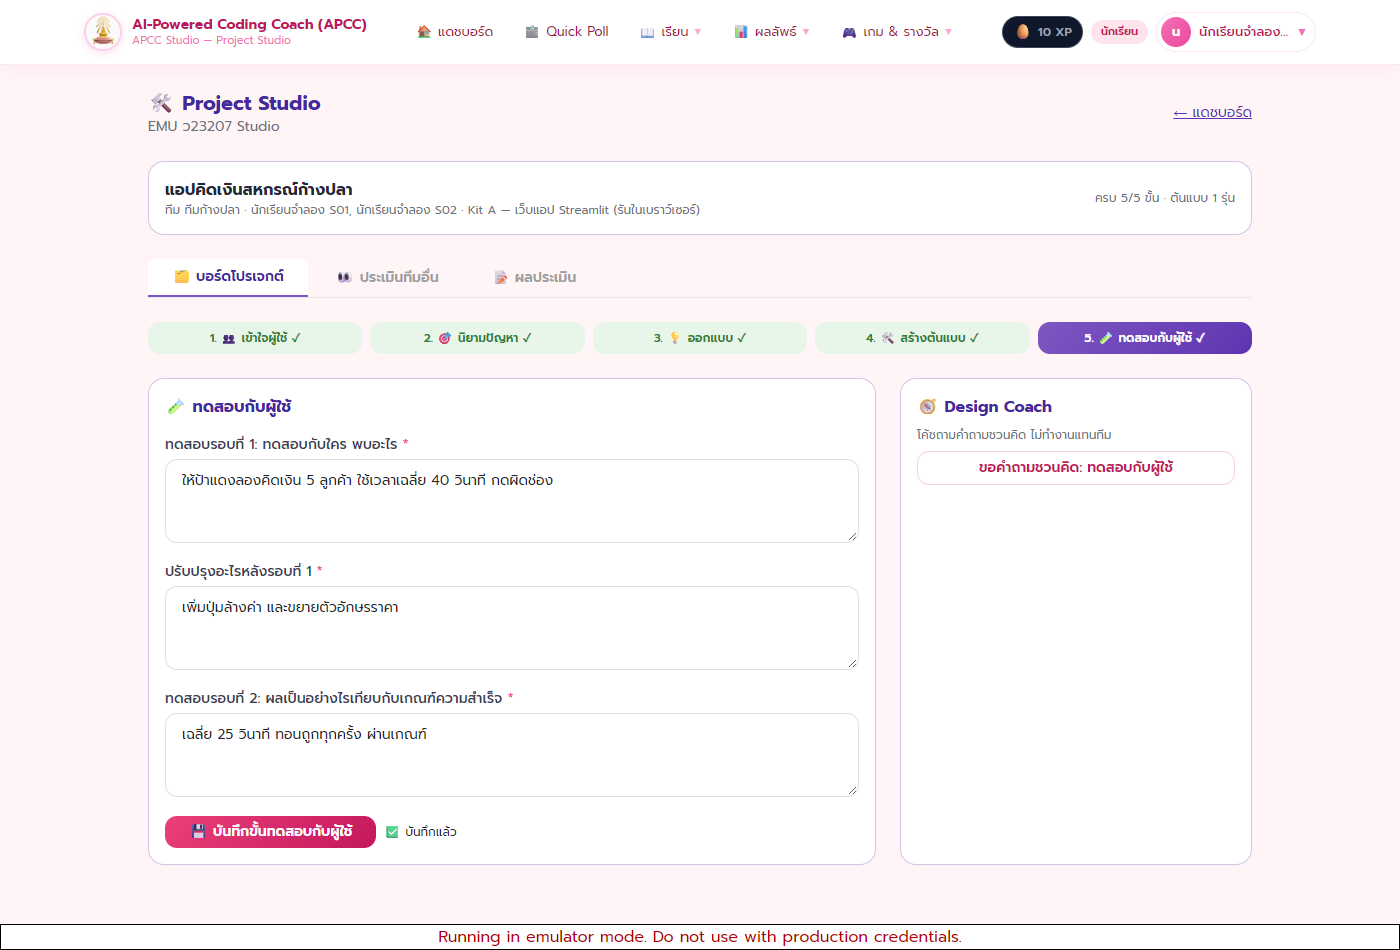 AI-Powered Coding Coach (APCC)
APCC Studio — Project Studio
แดชบอร์ด
Quick Poll
เรียน ▼
ผลลัพธ์ ▼
เกม & รางวัล ▼
10 XP
นักเรียน
น
นักเรียนจำลอง... ▼
Project Studio
EMU ว23207 Studio
← แดชบอร์ด
แอปคิดเงินสหกรณ์ก้างปลา
ทีม ทีมก้างปลา · นักเรียนจำลอง S01, นักเรียนจำลอง S02 · Kit A — เว็บแอป Streamlit (รันในเบราว์เซอร์)
ครบ 5/5 ขั้น · ต้นแบบ 1 รุ่น
บอร์ดโปรเจกต์
ประเมินทีมอื่น
ผลประเมิน
1. เข้าใจผู้ใช้ ✓
2. นิยามปัญหา ✓
3. ออกแบบ ✓
4. สร้างต้นแบบ ✓
5. ทดสอบกับผู้ใช้ ✓
ทดสอบกับผู้ใช้
ทดสอบรอบที่ 1: ทดสอบกับใคร พบอะไร *
ให้ป้าแดงลองคิดเงิน 5 ลูกค้า ใช้เวลาเฉลี่ย 40 วินาที กดผิดช่อง
ปรับปรุงอะไรหลังรอบที่ 1 *
เพิ่มปุ่มล้างค่า และขยายตัวอักษรราคา
ทดสอบรอบที่ 2: ผลเป็นอย่างไรเทียบกับเกณฑ์ความสำเร็จ *
เฉลี่ย 25 วินาที ทอนถูกทุกครั้ง ผ่านเกณฑ์
บันทึกขั้นทดสอบกับผู้ใช้
บันทึกแล้ว
Design Coach
โค้ชถามคำถามชวนคิด ไม่ทำงานแทนทีม
ขอคำถามชวนคิด: ทดสอบกับผู้ใช้
Running in emulator mode. Do not use with production credentials.